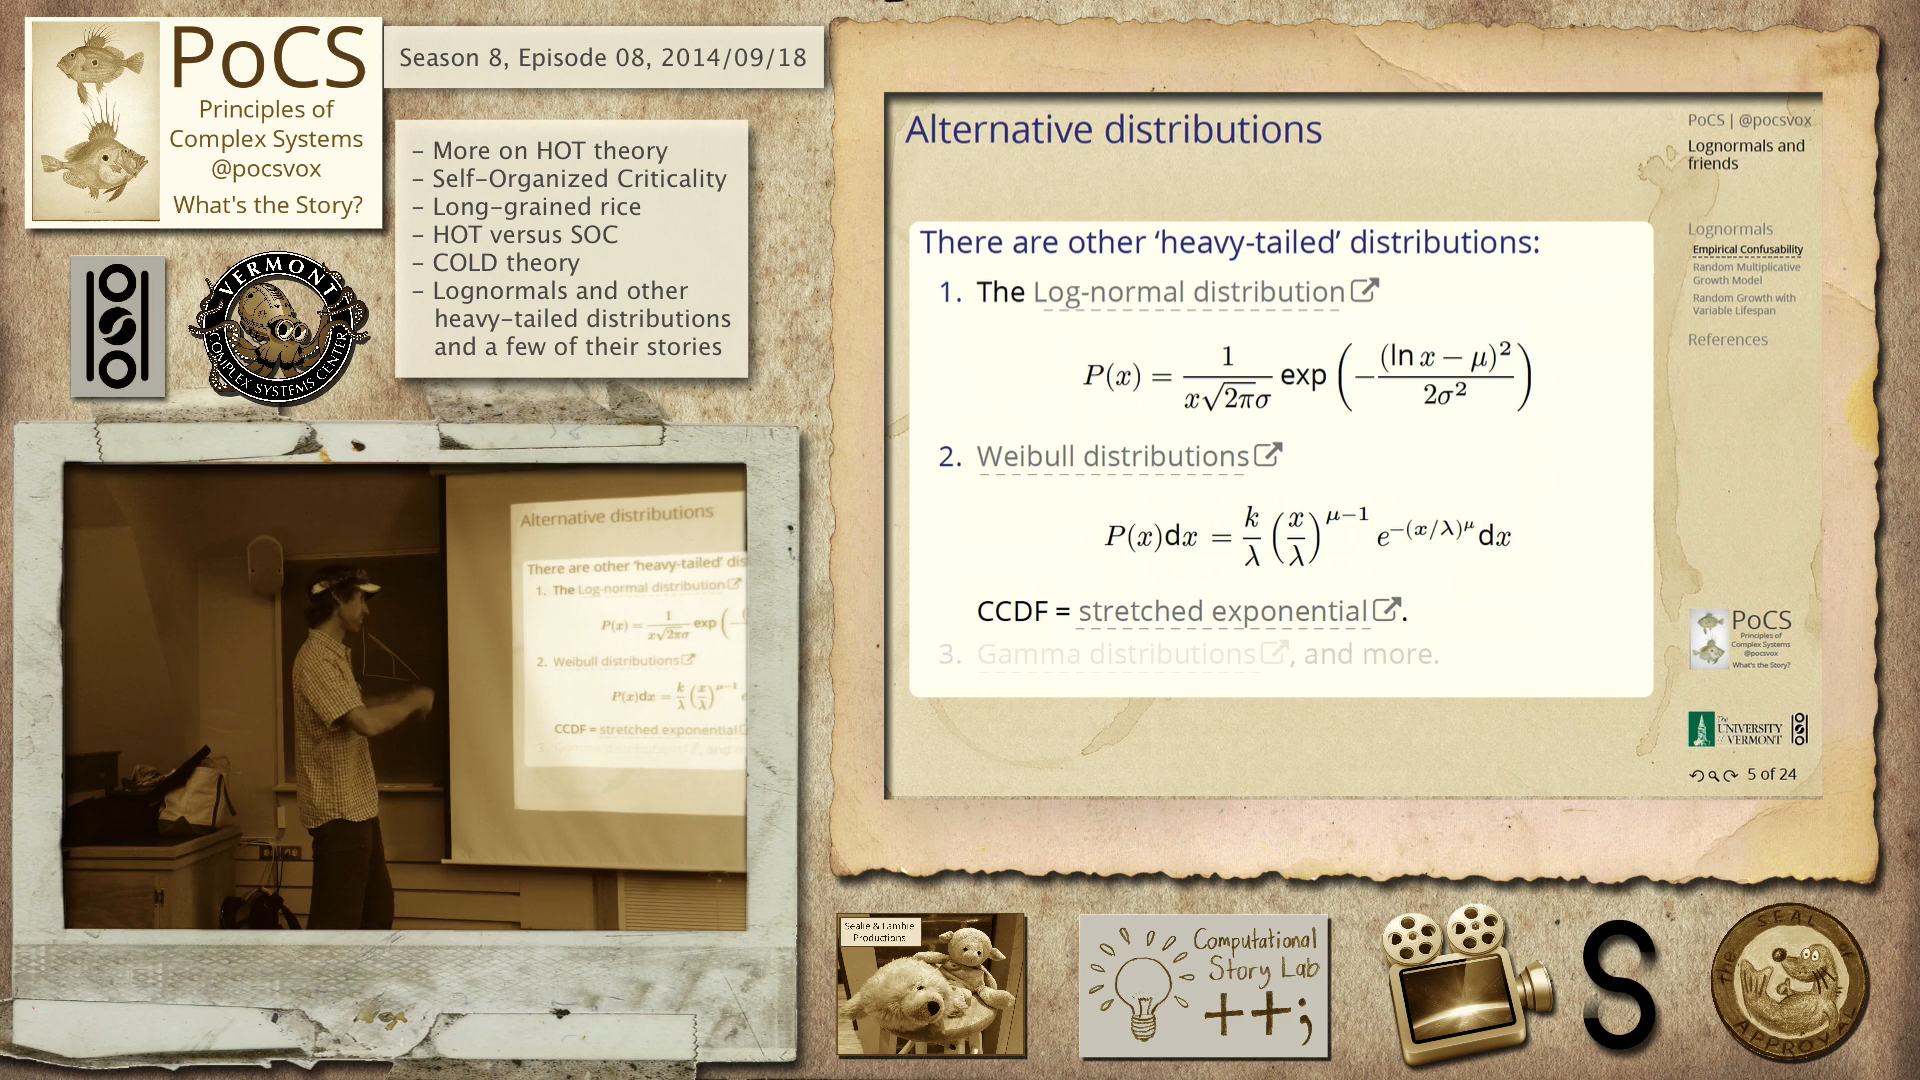 PoCS
Principles of
Complex Systems
@pocsvox
What's the Story?
Season 8, Episode 08, 2014/09/18
– More on HOT theory
– Self-Organized Criticality
– Long-grained rice
– HOT versus SOC
– COLD theory
– Lognormals and other
heavy-tailed distributions
and a few of their stories
VERMONT
COMPLEX SYSTEMS CENTER
Alternative distributions
There are other 'heavy-tailed' dis
1. The Log-normal distribution
P(x) = 1/(x√2πσ) exp(−
2. Weibull distributions
P(x)dx = k/λ (x/λ)^μ−1
CCDF = stretched exponential
Alternative distributions
There are other ‘heavy-tailed’ distributions:
1. The Log-normal distribution
P(x) = 1/(x√2πσ) exp(−(ln x − μ)²/2σ²)
2. Weibull distributions
P(x)dx = k/λ (x/λ)^μ−1 e^−(x/λ)^μ dx
CCDF = stretched exponential.
3. Gamma distributions, and more.
PoCS | @pocsvox
Lognormals and
friends
Lognormals
Empirical Confusability
Random Multiplicative
Growth Model
Random Growth with
Variable Lifespan
References
PoCS
Principles of
Complex Systems
@pocsvox
What's the Story?
The
UNIVERSITY
of VERMONT
5 of 24
Sealie & Lambie
Productions
Computational
Story Lab
++;
S
the SEAL OF
APPROVAL